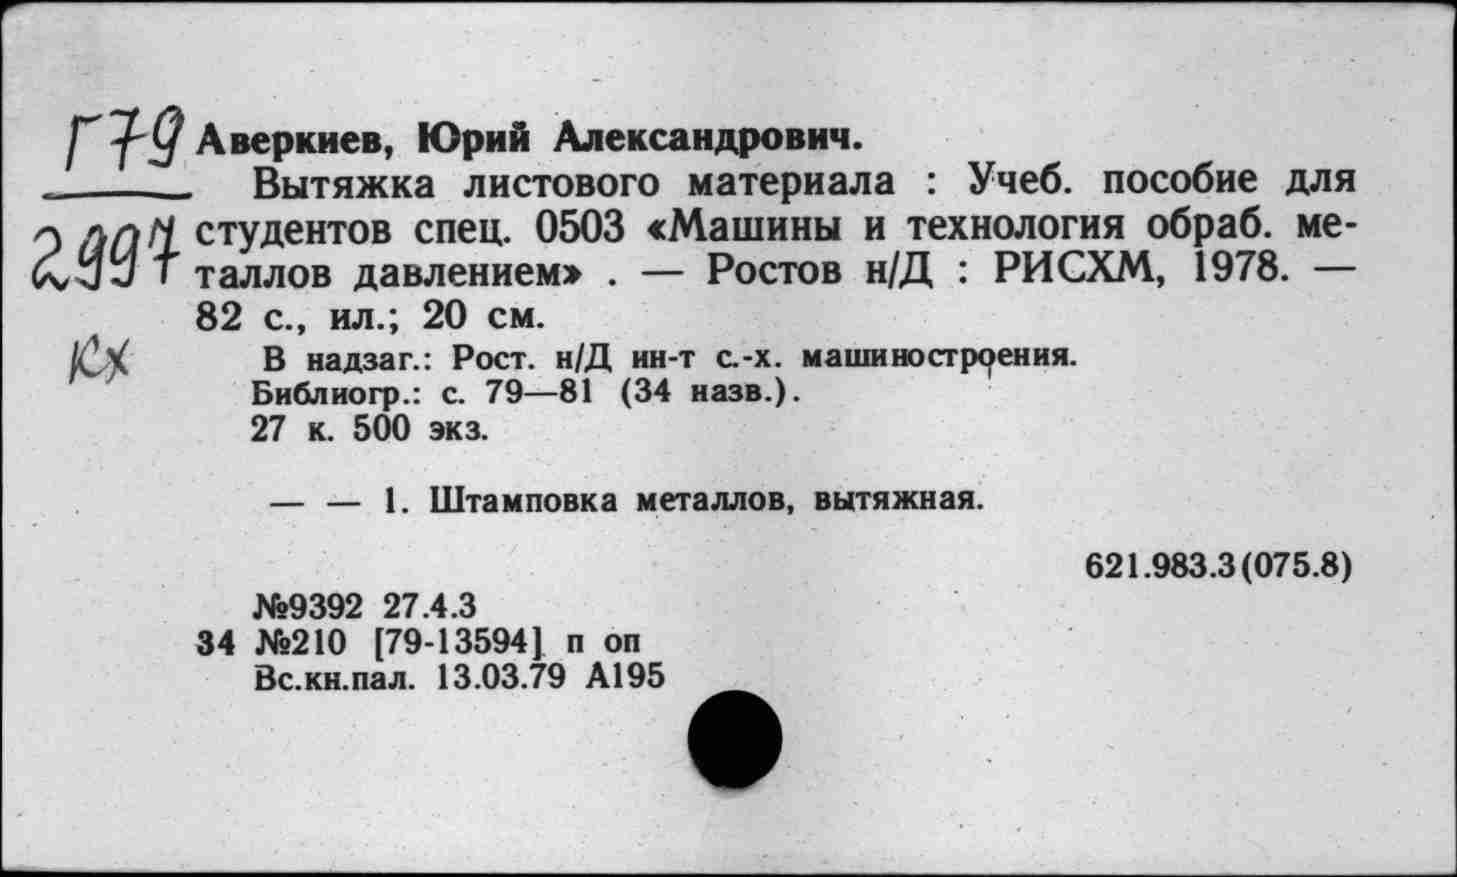 Г79
Аверкиев, Юрий Александрович.
Вытяжка листового материала : Учеб. пособие для
студентов спец. 0503 «Машины и технология обраб. ме-
таллов давлением» . — Ростов н/Д : РИСХМ, 1978. —
82 с., ил.; 20 см.
кх
В надзаг.: Рост. н/Д ин-т с.-х. машиностроения.
Библиогр.: с. 79—81 (34 назв.).
27 к. 500 экз.
— — 1. Штамповка металлов, вытяжная.
621.983.3(075.8)
№9392 27.4.3
34 №210 [79-13594] п оп
Вс.кн.пал. 13.03.79 А195